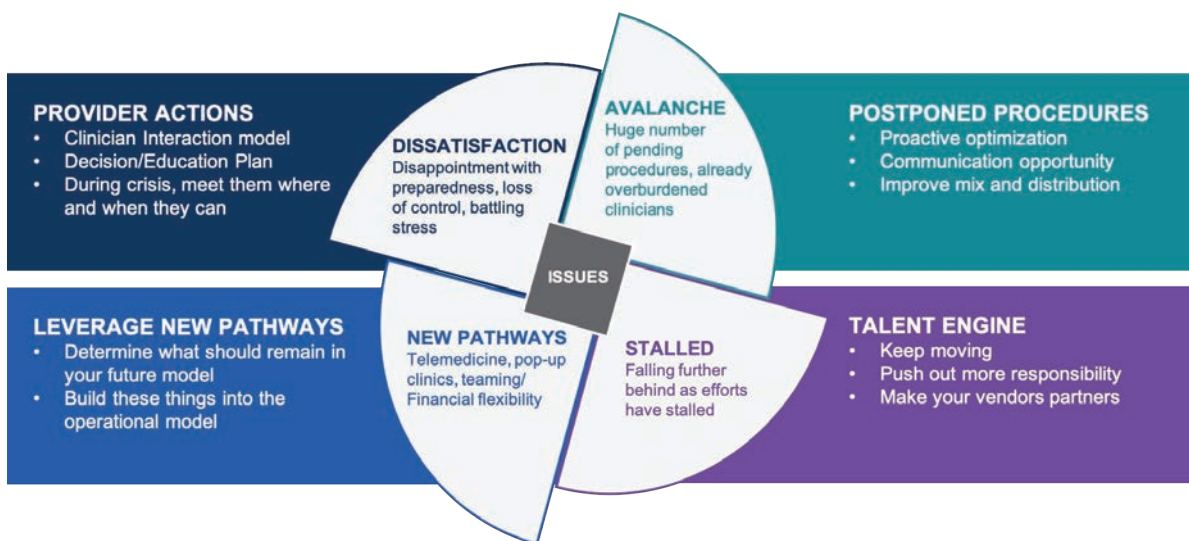 PROVIDER ACTIONS
• Clinician Interaction model
• Decision/Education Plan
• During crisis, meet them where
and when they can
DISSATISFACTION
Disappointment with
preparedness, loss
of control, battling
stress
AVALANCHE
Huge number
of pending
procedures, already
overburdened
clinicians
POSTPONED PROCEDURES
• Proactive optimization
• Communication opportunity
• Improve mix and distribution
ISSUES
LEVERAGE NEW PATHWAYS
• Determine what should remain in
your future model
• Build these things into the
operational model
NEW PATHWAYS
Telemedicine, pop-up
clinics, teaming/
Financial flexibility
STALLED
Falling further
behind as efforts
have stalled
TALENT ENGINE
• Keep moving
• Push out more responsibility
• Make your vendors partners